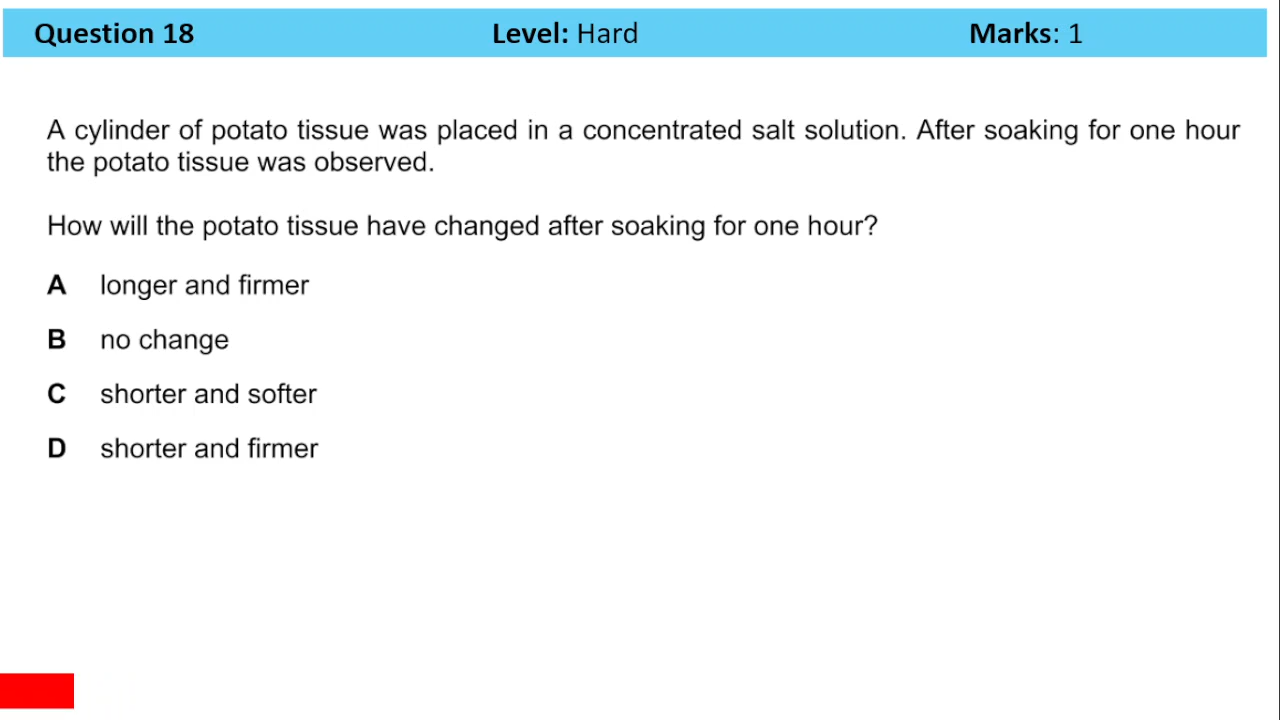 Question 18 Level: Hard Marks: 1
A cylinder of potato tissue was placed in a concentrated salt solution. After soaking for one hour
the potato tissue was observed.
How will the potato tissue have changed after soaking for one hour?
A longer and firmer
B no change
C shorter and softer
D shorter and firmer